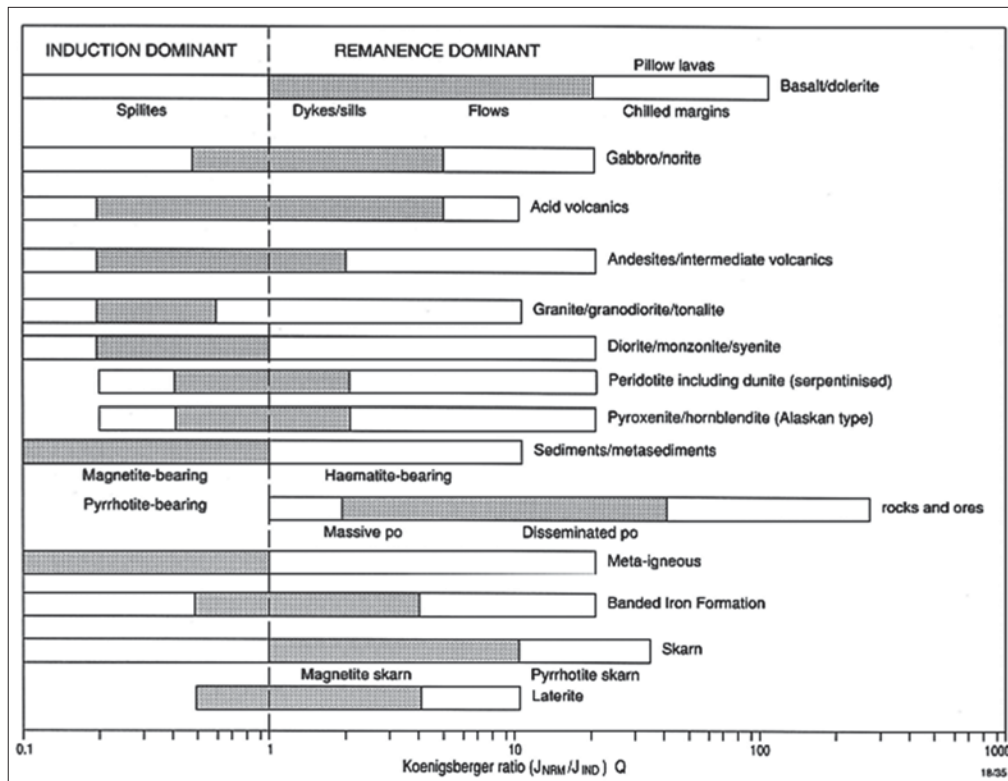 INDUCTION DOMINANT REMANENCE DOMINANT
Pillow lavas
Basalt/dolerite
Spilites Dykes/sills Flows Chilled margins
Gabbro/norite
Acid volcanics
Andesites/intermediate volcanics
Granite/granodiorite/tonalite
Diorite/monzonite/syenite
Peridotite including dunite (serpentinised)
Pyroxenite/hornblendite (Alaskan type)
Sediments/metasediments
Magnetite-bearing Haematite-bearing
Pyrrhotite-bearing rocks and ores
Massive po Disseminated po
Meta-igneous
Banded Iron Formation
Skarn
Magnetite skarn Pyrrhotite skarn
Laterite
0.1 1 10 100 1000
Koenigsberger ratio (JNRM/JIND) Q